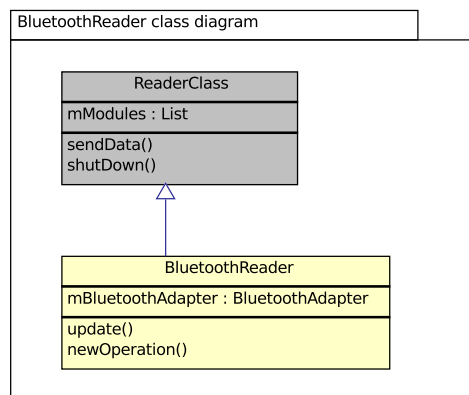 BluetoothReader class diagram
ReaderClass
mModules : List
sendData()
shutDown()
BluetoothReader
mBluetoothAdapter : BluetoothAdapter
update()
newOperation()